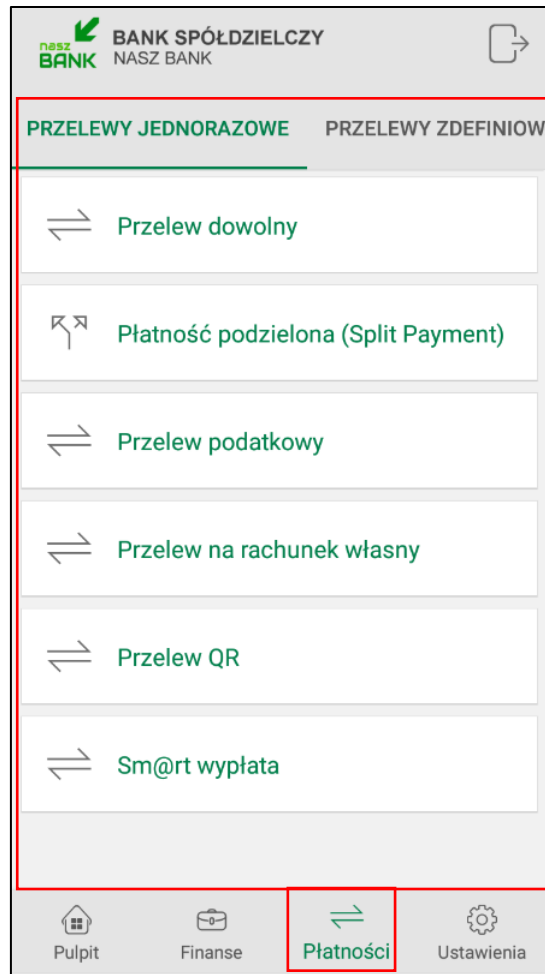 nasz
BANK
BANK SPÓŁDZIELCZY
NASZ BANK
PRZELEWY JEDNORAZOWE PRZELEWY ZDEFINIOW
Przelew dowolny
Płatność podzielona (Split Payment)
Przelew podatkowy
Przelew na rachunek własny
Przelew QR
Sm@rt wypłata
Pulpit Finanse Płatności Ustawienia